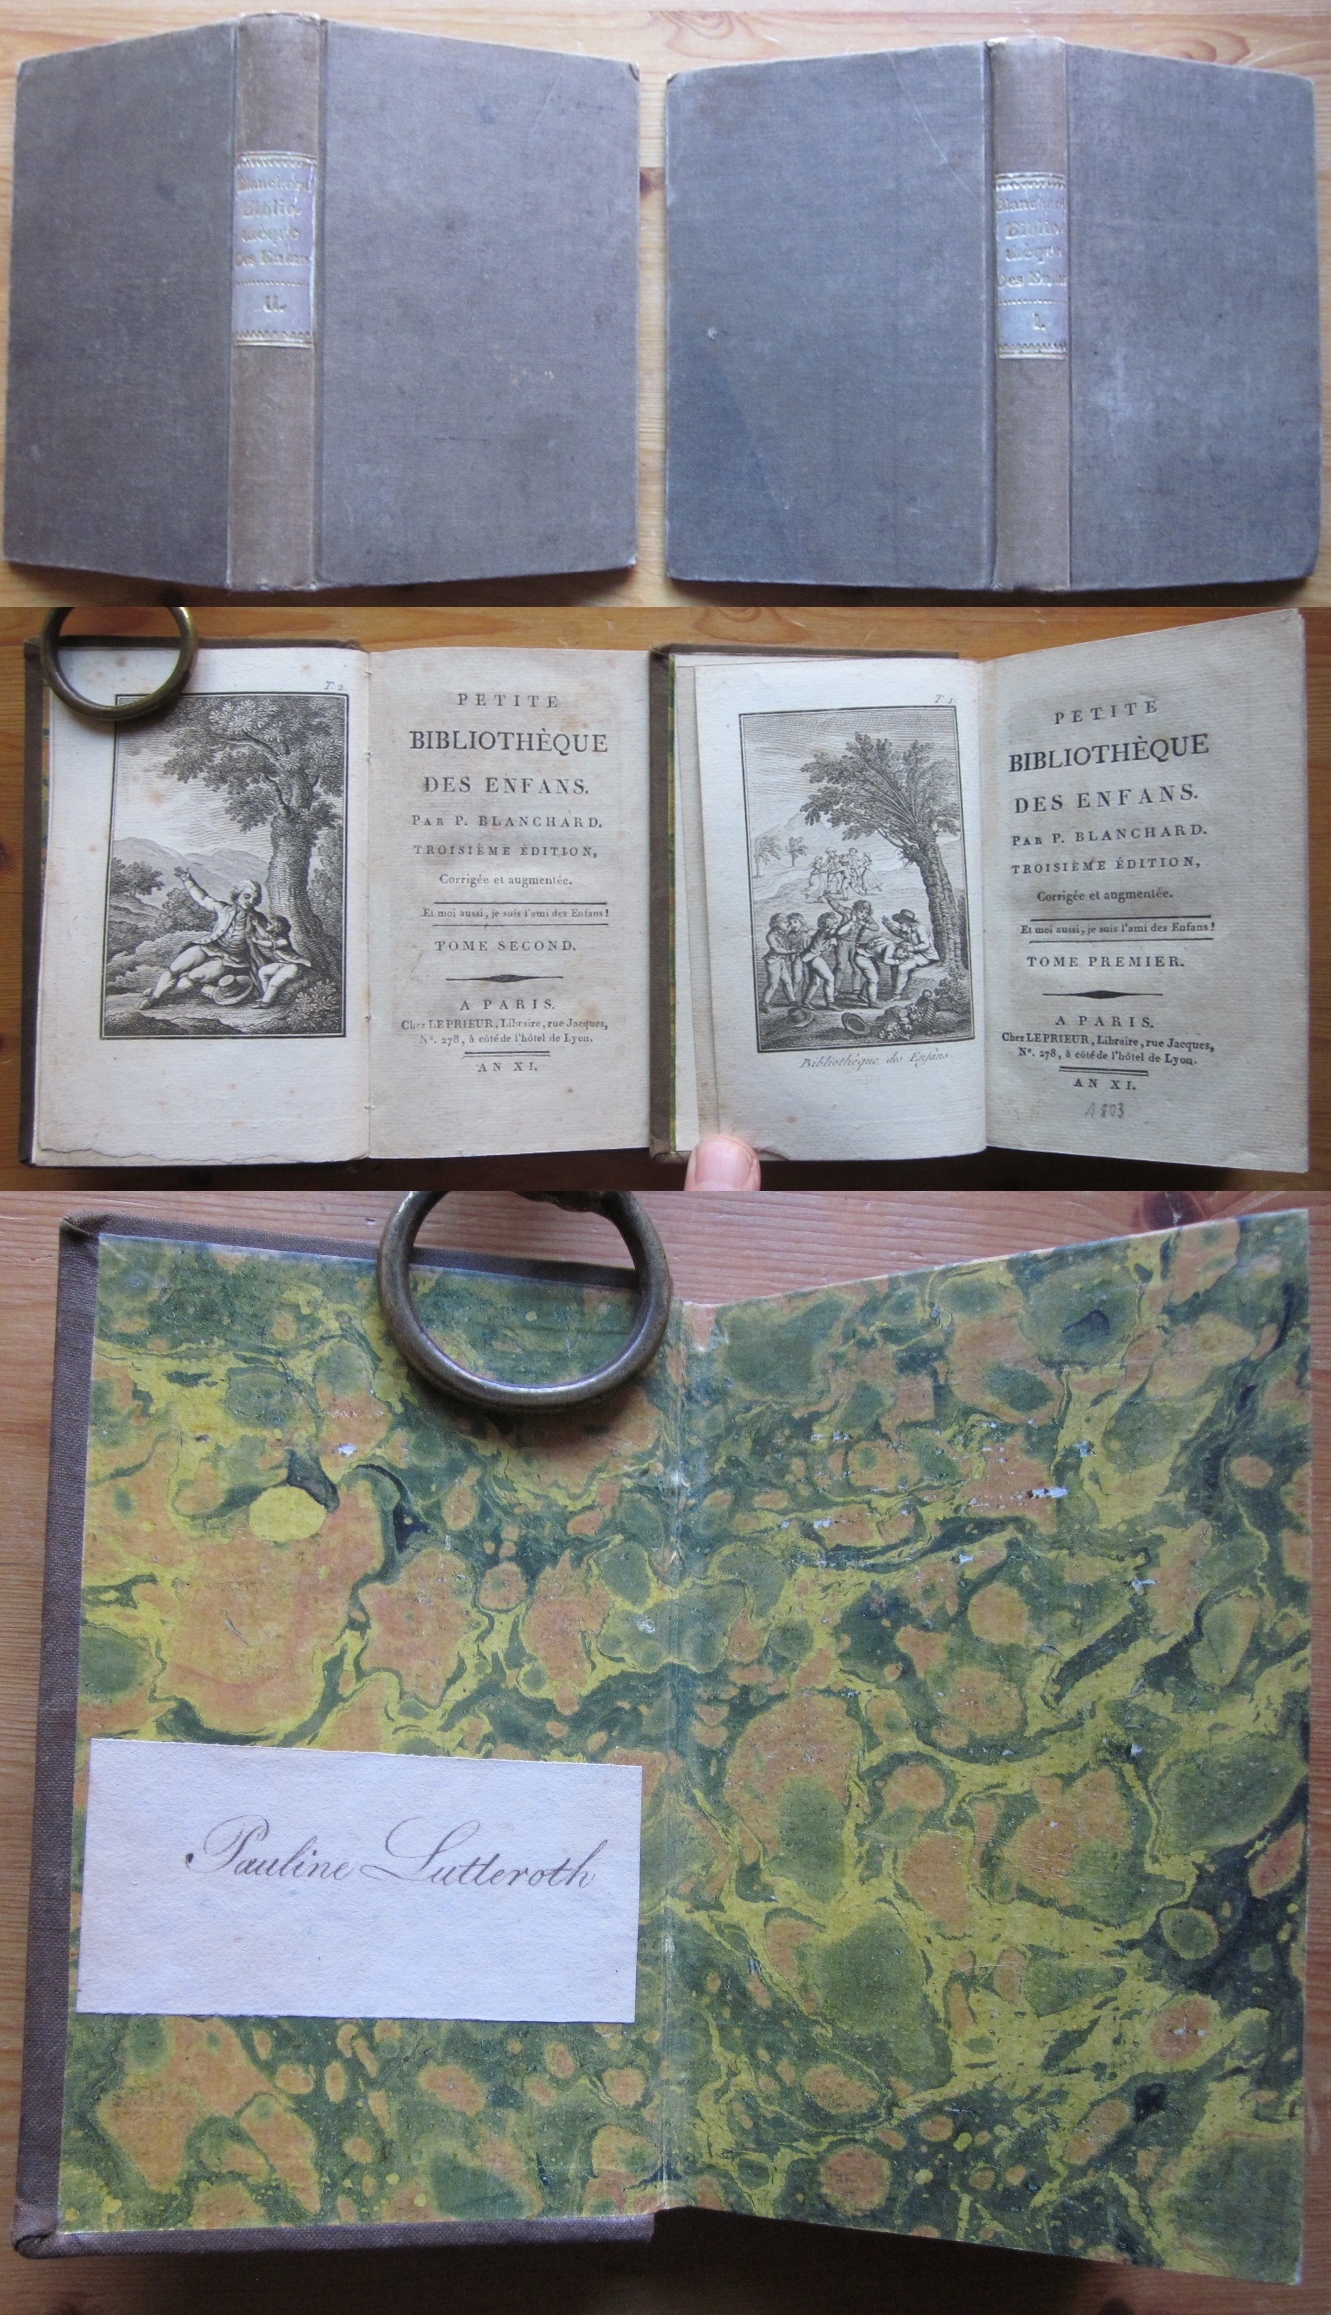 Biblio-
theque
Des Enfans
II.
Blanchard
Biblio-
theque
Des Enfans
I.
T. 2.
PETITE
BIBLIOTHÈQUE
DES ENFANS.
PAR P. BLANCHARD.
TROISIÈME ÉDITION,
Corrigée et augmentée.
Et moi aussi, je suis l'ami des Enfans!
TOME SECOND.
A PARIS.
Chez LEPRIEUR, Libraire, rue Jacques,
N°. 278, à côté de l'hôtel de Lyon.
AN XI.
T. 1
Bibliothèque des Enfans
PETITE
BIBLIOTHÈQUE
DES ENFANS.
PAR P. BLANCHARD.
TROISIÈME ÉDITION,
Corrigée et augmentée.
Et moi aussi, je suis l'ami des Enfans!
TOME PREMIER.
A PARIS.
Chez LEPRIEUR, Libraire, rue Jacques,
N°. 278, à côté de l'hôtel de Lyon.
AN XI.
1803
Pauline Lutteroth